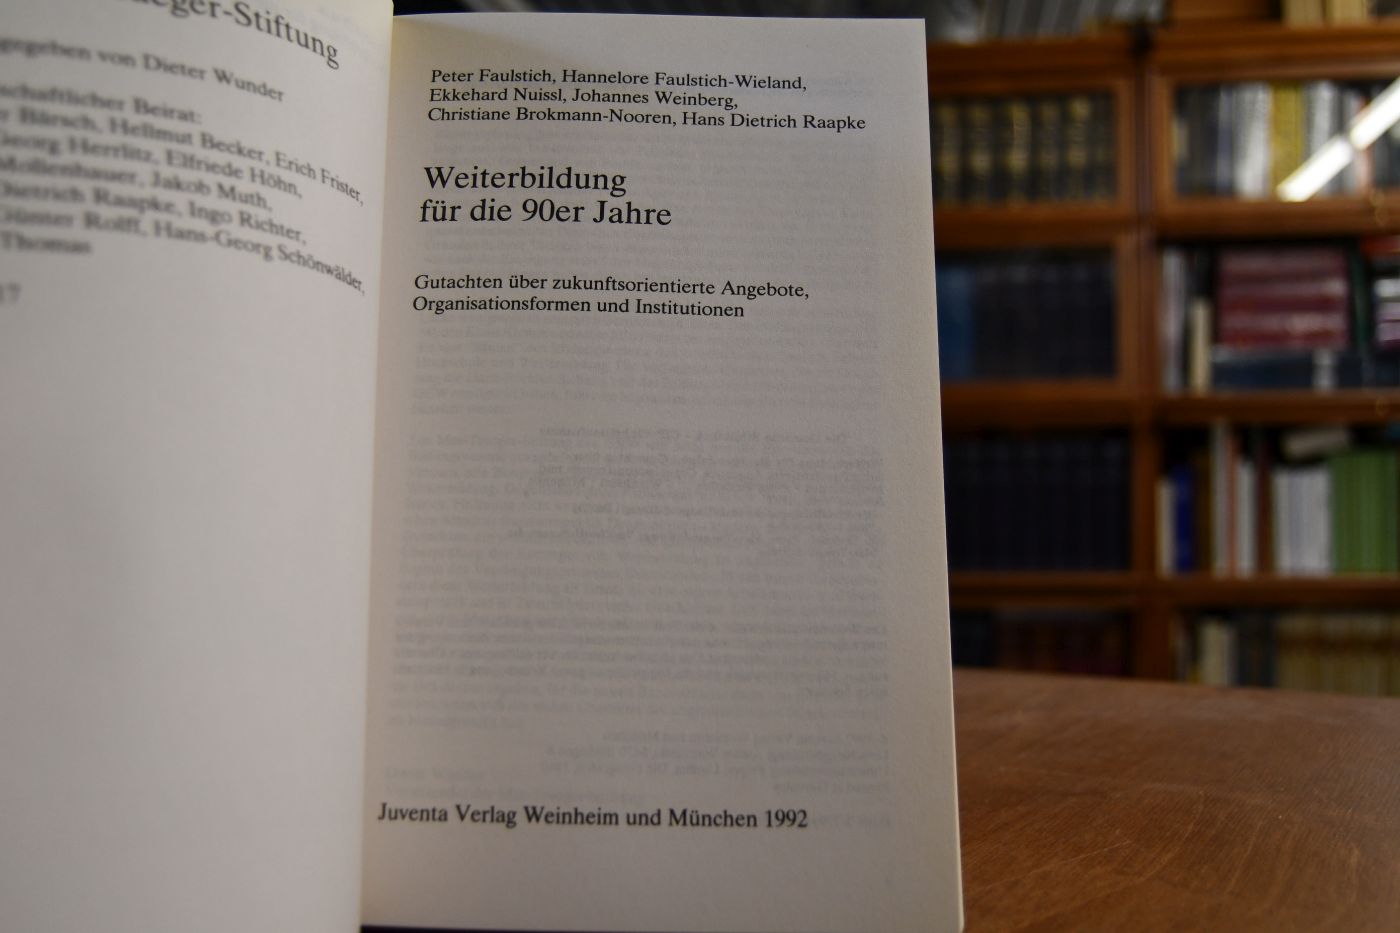 Stiftung
gegeben von Dieter Wunder
schaftlicher Beirat:
Bärsch, Hellmut Becker, Erich Frister,
Georg Herrlitz, Elfriede Höhn,
Mollenhauer, Jakob Muth,
Dietrich Raapke, Ingo Richter,
Günter Rolff, Hans-Georg Schönwälder,
Thomas
17
Peter Faulstich, Hannelore Faulstich-Wieland,
Ekkehard Nuissl, Johannes Weinberg,
Christiane Brokmann-Nooren, Hans Dietrich Raapke
Weiterbildung
für die 90er Jahre
Gutachten über zukunftsorientierte Angebote,
Organisationsformen und Institutionen
Juventa Verlag Weinheim und München 1992